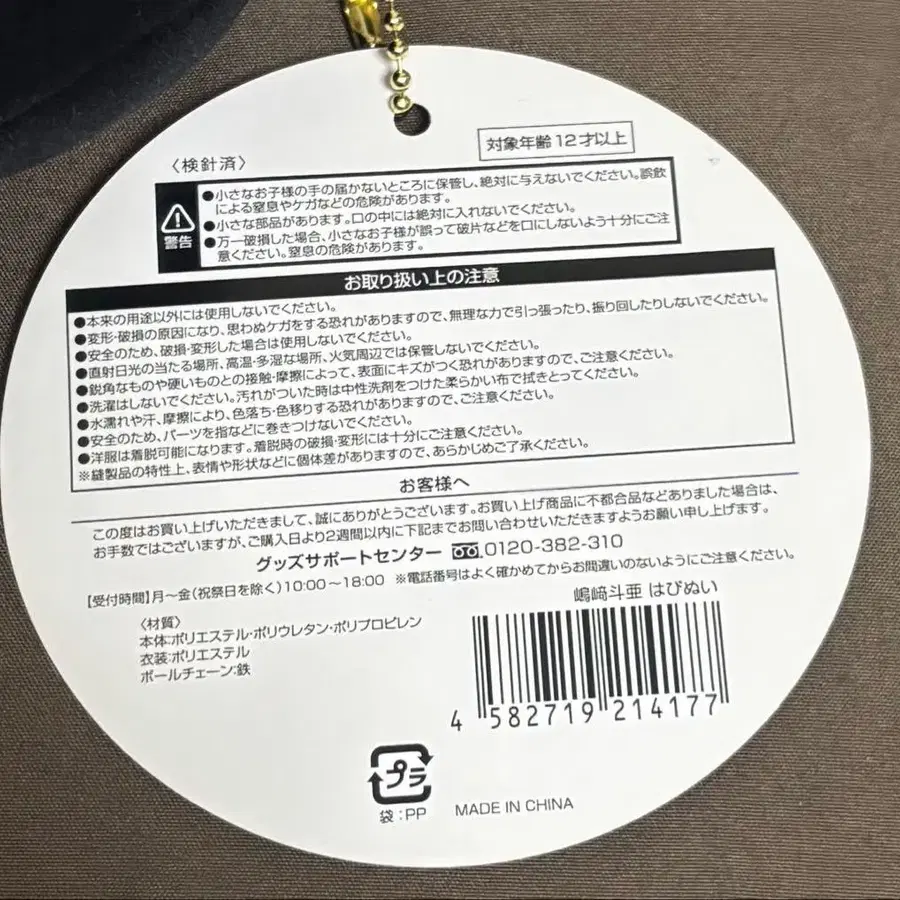 〈検針済〉
対象年齢12才以上
警告
●小さなお子様の手の届かないところに保管し、絶対に与えないでください。誤飲
による窒息やケガなどの危険があります。
●小さな部品があります。口の中には絶対に入れないでください。
●万一破損した場合、小さなお子様が誤って破片などを口にしないよう十分にご注
意ください。窒息の危険があります。
お取り扱い上の注意
●本来の用途以外には使用しないでください。
●変形・破損の原因になり、思わぬケガをする恐れがありますので、無理な力で引っ張ったり、振り回したりしないでください。
●安全のため、破損・変形した場合は使用しないでください。
●直射日光の当たる場所、高温・多湿な場所、火気周辺では保管しないでください。
●鋭角なものや硬いものとの接触・摩擦によって、表面にキズがつく恐れがありますので、ご注意ください。
●洗濯はしないでください。汚れがついた時は中性洗剤をつけた柔らかい布で拭きとってください。
●水濡れや汗、摩擦により、色落ち・色移りする恐れがありますので、ご注意ください。
●安全のため、パーツを指などに巻きつけないでください。
●洋服は着脱可能になります。着脱時の破損・変形には十分にご注意ください。
※縫製品の特性上、表情や形状などに個体差がありますので、あらかじめご了承ください。
お客様へ
この度はお買い上げいただきまして、誠にありがとうございます。お買い上げ商品に不都合品などありました場合は、
お手数ではございますが、ご購入日より2週間以内に下記までお問い合わせいただきますようお願い申し上げます。
グッズサポートセンター 0120-382-310
【受付時間】月～金(祝祭日を除く)10:00～18:00 ※電話番号はよく確かめてからお間違いのないようにご注意ください。
〈材質〉
本体:ポリエステル・ポリウレタン・ポリプロピレン
衣装:ポリエステル
ボールチェーン:鉄
嶋﨑斗亜 はぴぬい
4 582719 214177
プラ
袋:PP
MADE IN CHINA